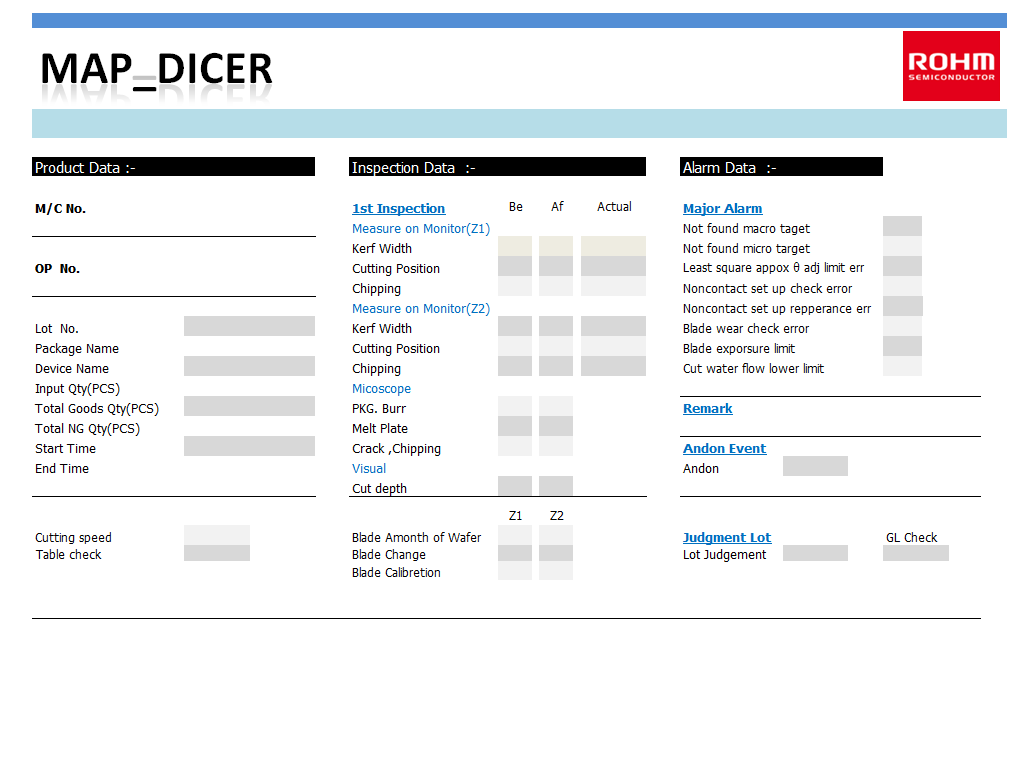 MAP_DICER
ROHM
SEMICONDUCTOR
Product Data :-
M/C No.
OP  No.
Lot  No.
Package Name
Device Name
Input Qty(PCS)
Total Goods Qty(PCS)
Total NG Qty(PCS)
Start Time
End Time
Cutting speed
Table check
Inspection Data  :-
1st Inspection Be Af Actual
Measure on Monitor(Z1)
Kerf Width
Cutting Position
Chipping
Measure on Monitor(Z2)
Kerf Width
Cutting Position
Chipping
Micoscope
PKG. Burr
Melt Plate
Crack ,Chipping
Visual
Cut depth
Z1 Z2
Blade Amonth of Wafer
Blade Change
Blade Calibretion
Alarm Data  :-
Major Alarm
Not found macro taget
Not found micro target
Least square appox θ adj limit err
Noncontact set up check error
Noncontact set up repperance err
Blade wear check error
Blade exporsure limit
Cut water flow lower limit
Remark
Andon Event
Andon
Judgment Lot GL Check
Lot Judgement